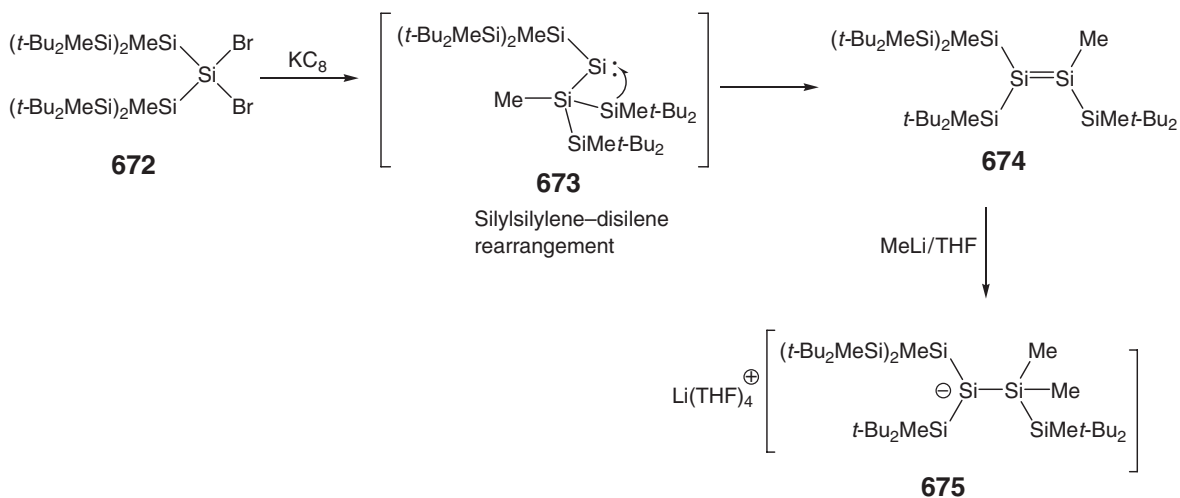 (t-Bu₂MeSi)₂MeSi
Br
Si
Br
(t-Bu₂MeSi)₂MeSi
672
KC₈
(t-Bu₂MeSi)₂MeSi
Si:
Me
Si
SiMet-Bu₂
SiMet-Bu₂
673
Silylsilylene–disilene
rearrangement
(t-Bu₂MeSi)₂MeSi
Me
Si=Si
t-Bu₂MeSi
SiMet-Bu₂
674
MeLi/THF
Li(THF)₄⊕
(t-Bu₂MeSi)₂MeSi
Me
⊖ Si—Si—Me
t-Bu₂MeSi
SiMet-Bu₂
675